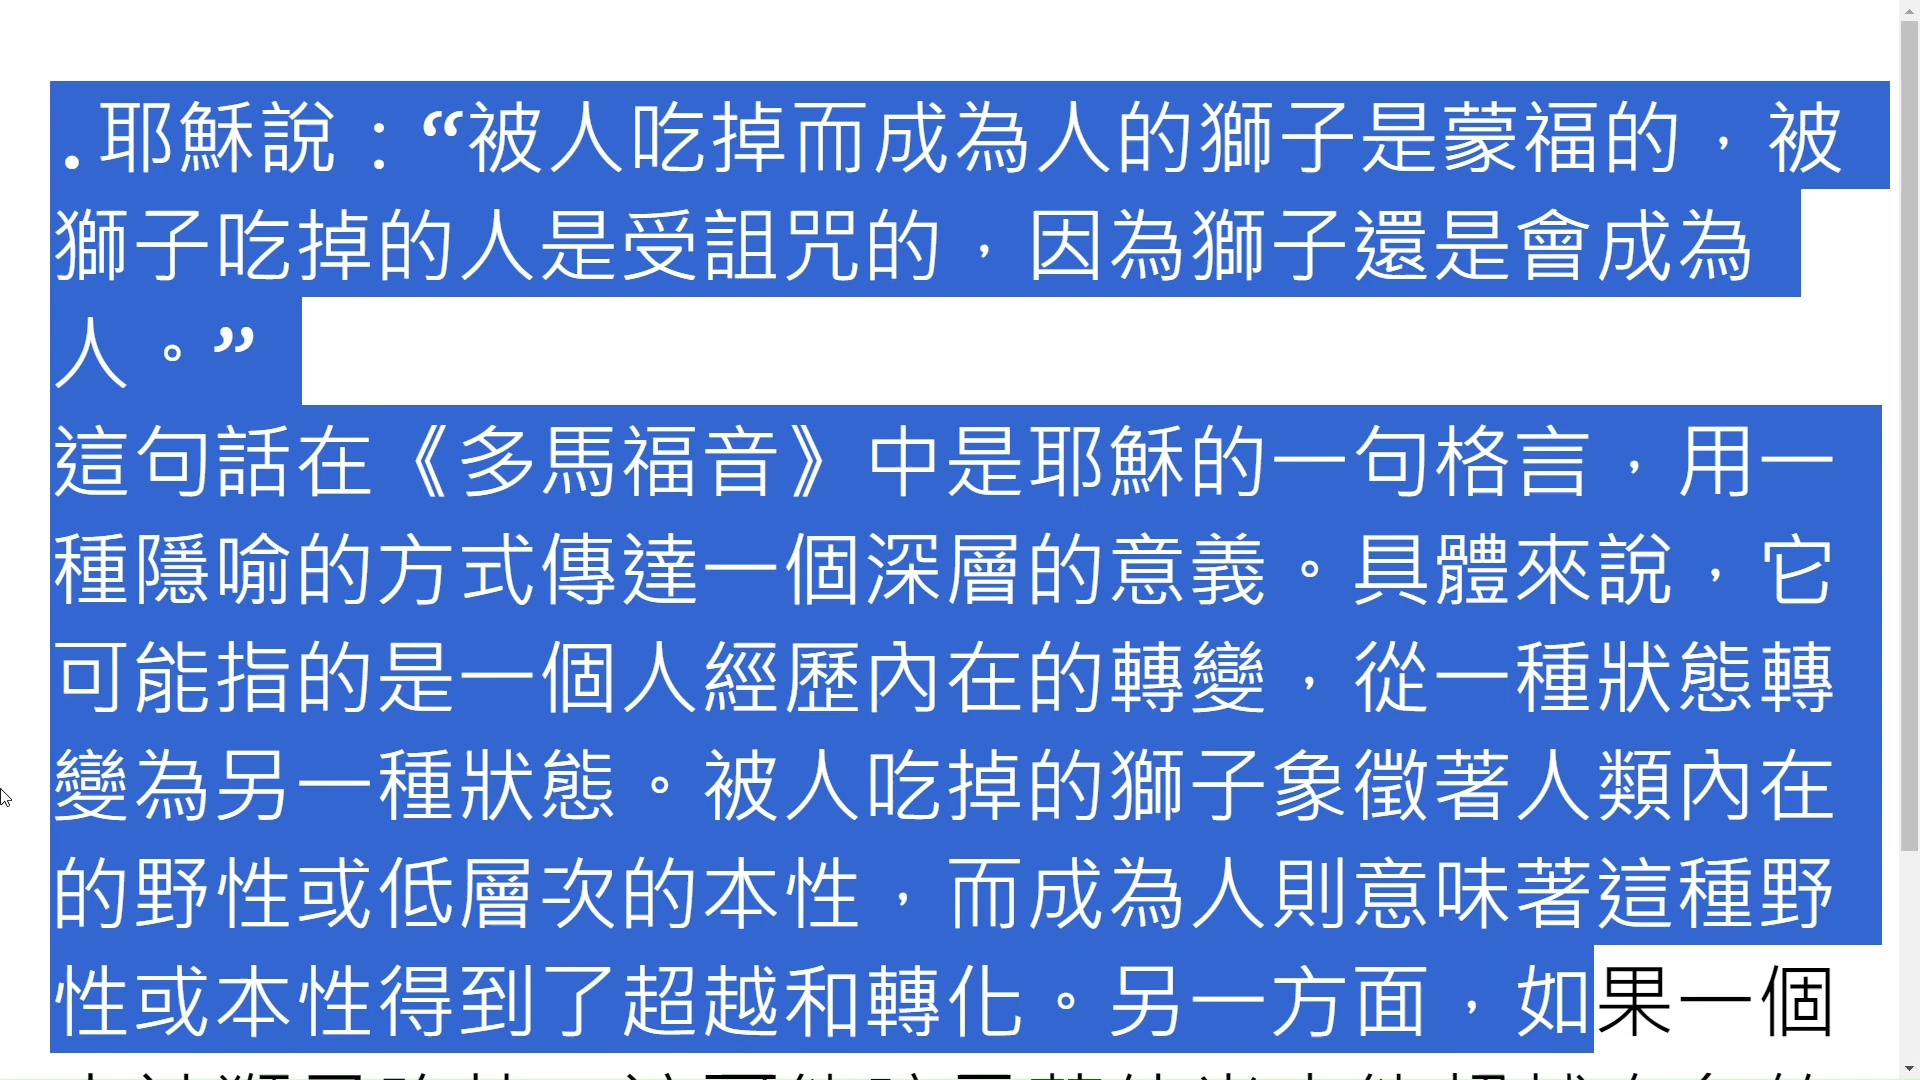 .耶穌說：“被人吃掉而成為人的獅子是蒙福的，被
獅子吃掉的人是受詛咒的，因為獅子還是會成為
人。”
這句話在《多馬福音》中是耶穌的一句格言，用一
種隱喻的方式傳達一個深層的意義。具體來說，它
可能指的是一個人經歷內在的轉變，從一種狀態轉
變為另一種狀態。被人吃掉的獅子象徵著人類內在
的野性或低層次的本性，而成為人則意味著這種野
性或本性得到了超越和轉化。另一方面，如果一個